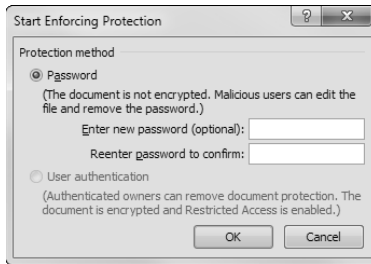 Start Enforcing Protection
Protection method
Password
(The document is not encrypted. Malicious users can edit the
file and remove the password.)
Enter new password (optional):
Reenter password to confirm:
User authentication
(Authenticated owners can remove document protection. The
document is encrypted and Restricted Access is enabled.)
OK Cancel